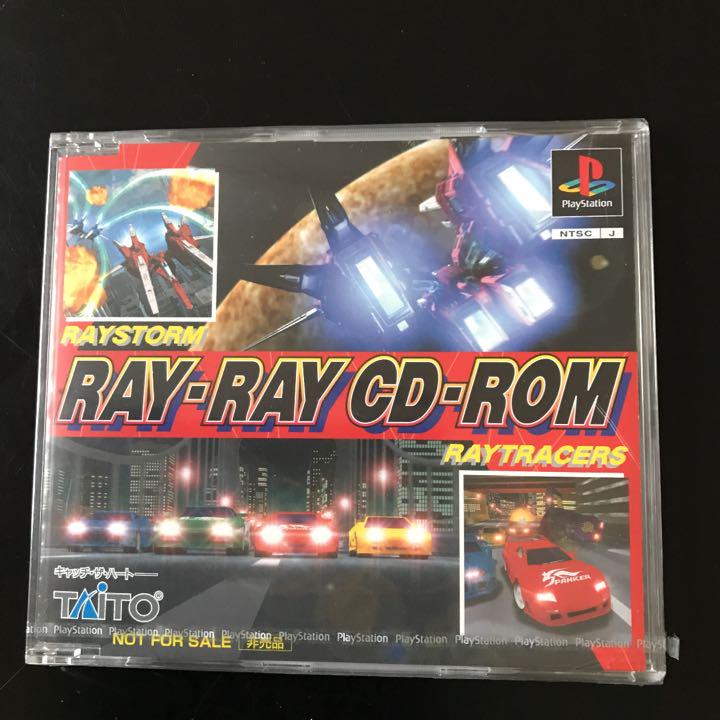 PlayStation
NTSC J
RAYSTORM
RAY-RAY CD-ROM
RAYTRACERS
SPANKER
キャッチ・ザ・ハート
TAITO®
PlayStation PlayStation PlayStation PlayStation PlayStation PlayStation PlayStation PlayStation PlayStation PlayStation
NOT FOR SALE 非売品